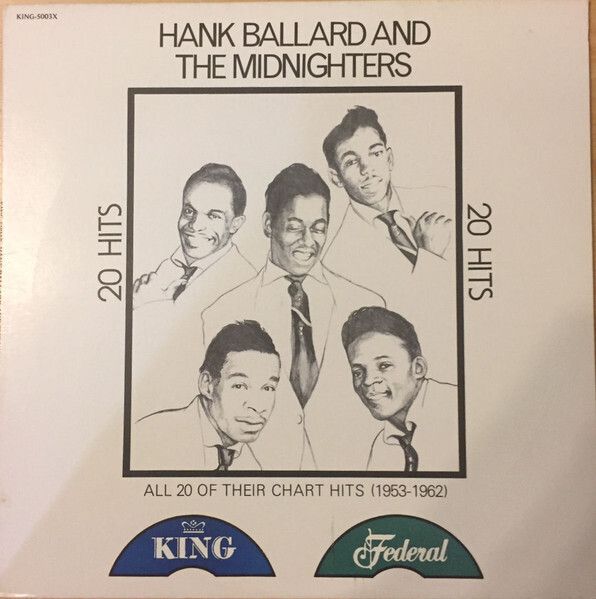 KING-5003X
HANK BALLARD AND
THE MIDNIGHTERS
20 HITS
20 HITS
ALL 20 OF THEIR CHART HITS (1953-1962)
KING
Federal